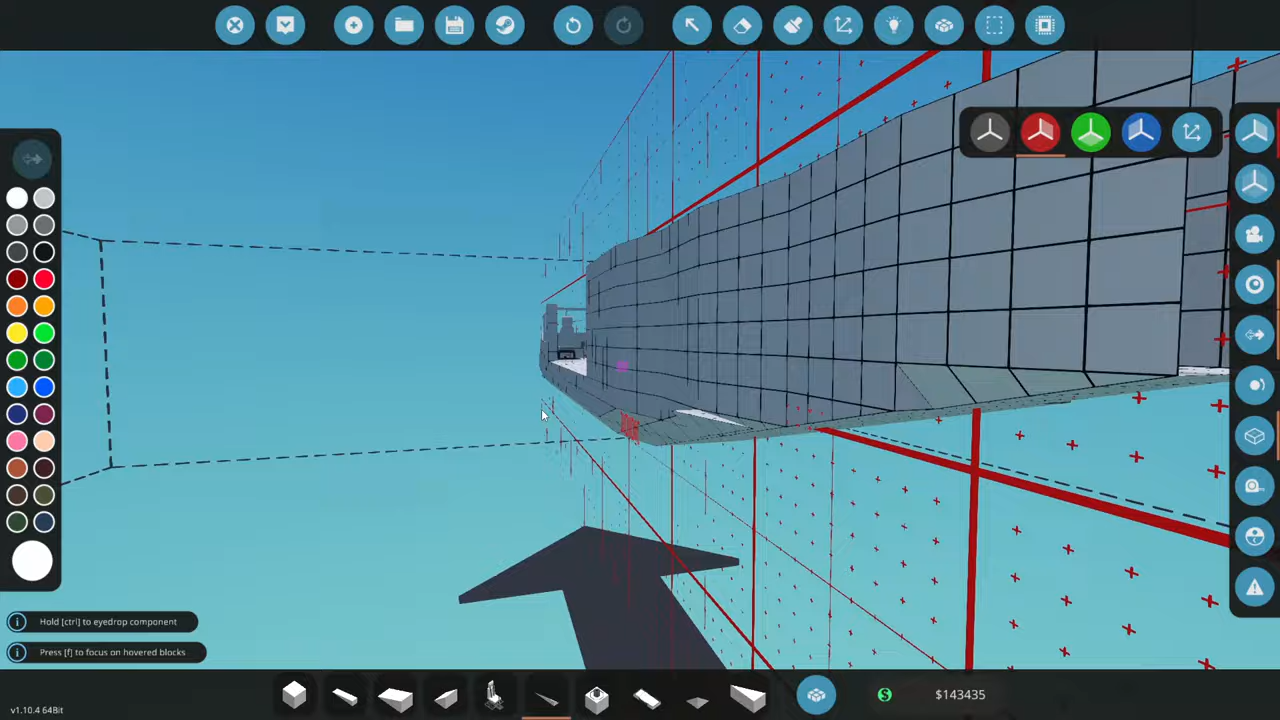 Hold [ctrl] to eyedrop component
Press [f] to focus on hovered blocks
$ $143435
v1.10.4 64Bit